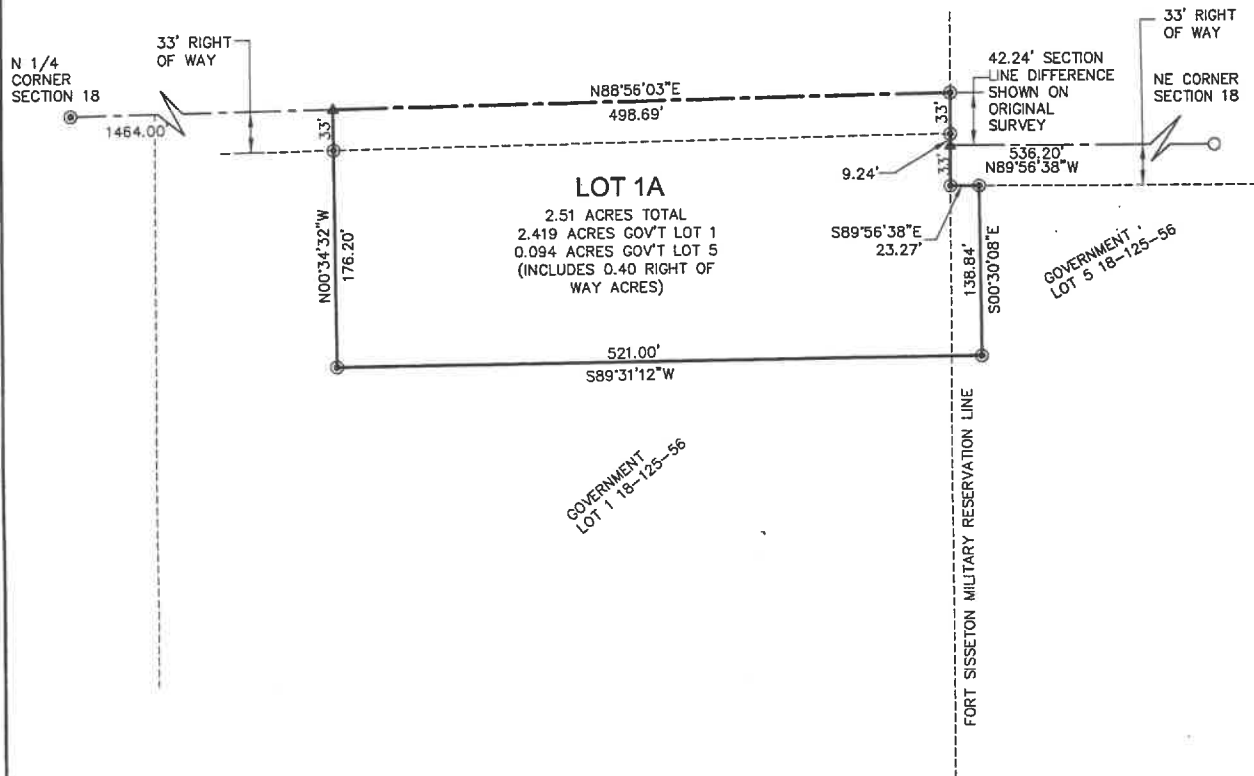 33' RIGHT
OF WAY
N 1/4
CORNER
SECTION 18
1464.00'
33'
N88°56'03"E
498.69'
33'
42.24' SECTION
LINE DIFFERENCE
SHOWN ON
ORIGINAL
SURVEY
33' RIGHT
OF WAY
NE CORNER
SECTION 18
9.24'
33'
536.20'
N89°56'38"W
LOT 1A
2.51 ACRES TOTAL
2.419 ACRES GOV'T LOT 1
0.094 ACRES GOV'T LOT 5
(INCLUDES 0.40 RIGHT OF
WAY ACRES)
N00°34'32"W
176.20'
S89°56'38"E
23.27'
138.84'
S00°30'08"E
GOVERNMENT
LOT 5 18-125-56
521.00'
S89°31'12"W
GOVERNMENT
LOT 1 18-125-56
FORT SISSETON MILITARY RESERVATION LINE